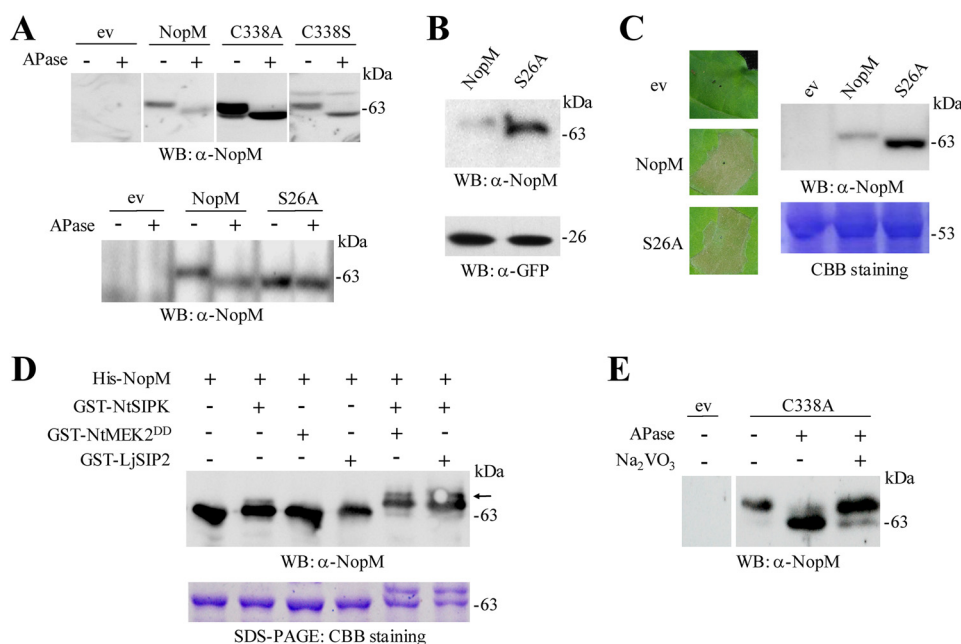 A
ev NopM C338A C338S
APase - + - + - + - +
kDa
-63
WB: α-NopM
ev NopM S26A
APase - + - + - +
kDa
-63
WB: α-NopM
B
NopM S26A
kDa
-63
WB: α-NopM
-26
WB: α-GFP
C
ev
NopM
S26A
ev NopM S26A
kDa
-63
WB: α-NopM
-53
CBB staining
D
His-NopM + + + + + +
GST-NtSIPK - + - - + +
GST-NtMEK2DD - - + - + -
GST-LjSIP2 - - - + - +
kDa
-63
WB: α-NopM
-63
SDS-PAGE: CBB staining
E
ev C338A
APase - - + +
Na2VO3 - - - +
kDa
-63
WB: α-NopM